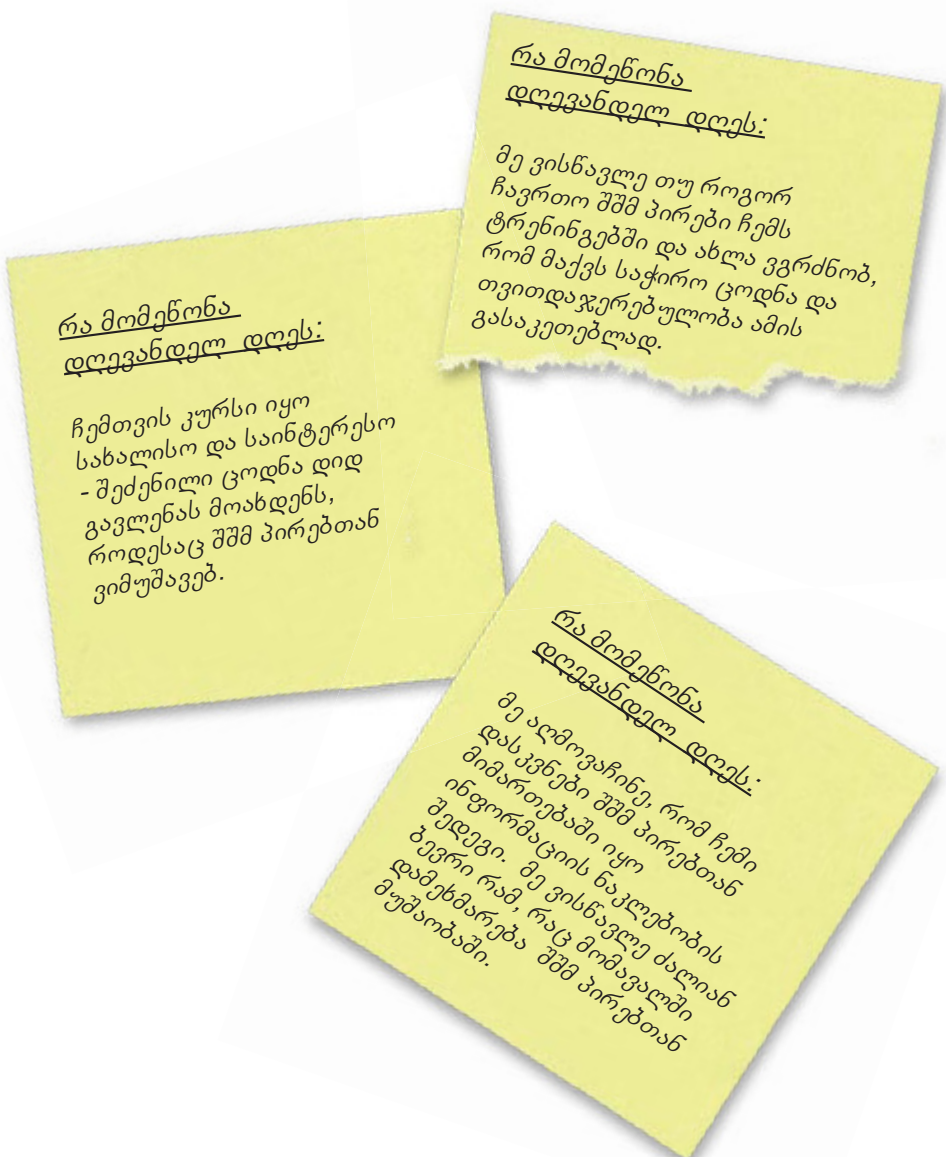 რა მომეწონა
დღევანდელ დღეს:
მე ვისწავლე თუ როგორ
ჩავრთო შშმ პირები ჩემს
ტრენინგებში და ახლა ვგრძნობ,
რომ მაქვს საჭირო ცოდნა და
თვითდაჯერებულობა ამის
გასაკეთებლად.
რა მომეწონა
დღევანდელ დღეს:
ჩემთვის კურსი იყო
სახალისო და საინტერესო
- შეძენილი ცოდნა დიდ
გავლენას მოახდენს,
როდესაც შშმ პირებთან
ვიმუშავებ.
რა მომეწონა
დღევანდელ დღეს:
მე აღმოვაჩინე, რომ ჩემი
დასკვნები შშმ პირებთან
მიმართებაში იყო
ინფორმაციის ნაკლებობის
შედეგი. მე ვისწავლე ძალიან
ბევრი რამ, რაც მომავალში
დამეხმარება შშმ პირებთან
მუშაობაში.